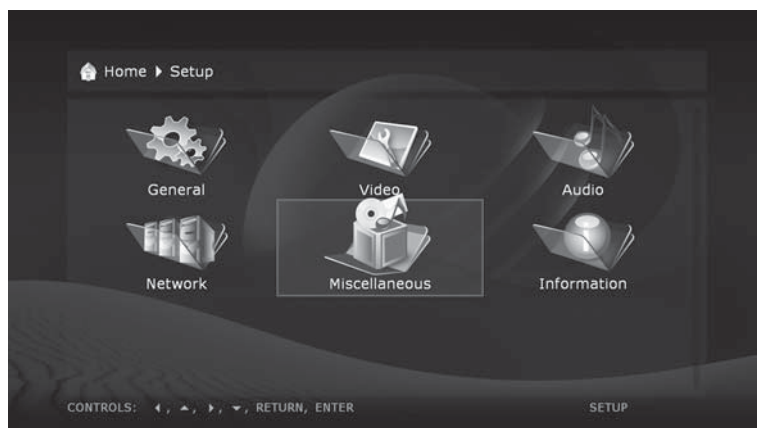 Home ▶ Setup
General
Video
Audio
Network
Miscellaneous
Information
CONTROLS: ◀, ▲, ▶, ▼, RETURN, ENTER
SETUP